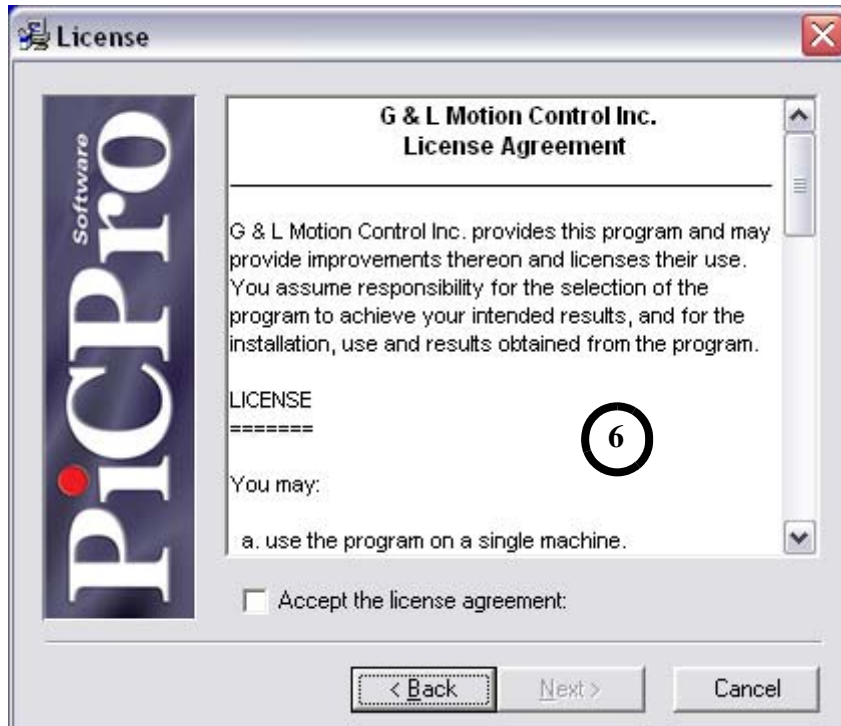 License
PiCPro Software
G & L Motion Control Inc.
License Agreement
G & L Motion Control Inc. provides this program and may
provide improvements thereon and licenses their use.
You assume responsibility for the selection of the
program to achieve your intended results, and for the
installation, use and results obtained from the program.
LICENSE
=======
6
You may:
a. use the program on a single machine.
Accept the license agreement:
< Back
Next >
Cancel